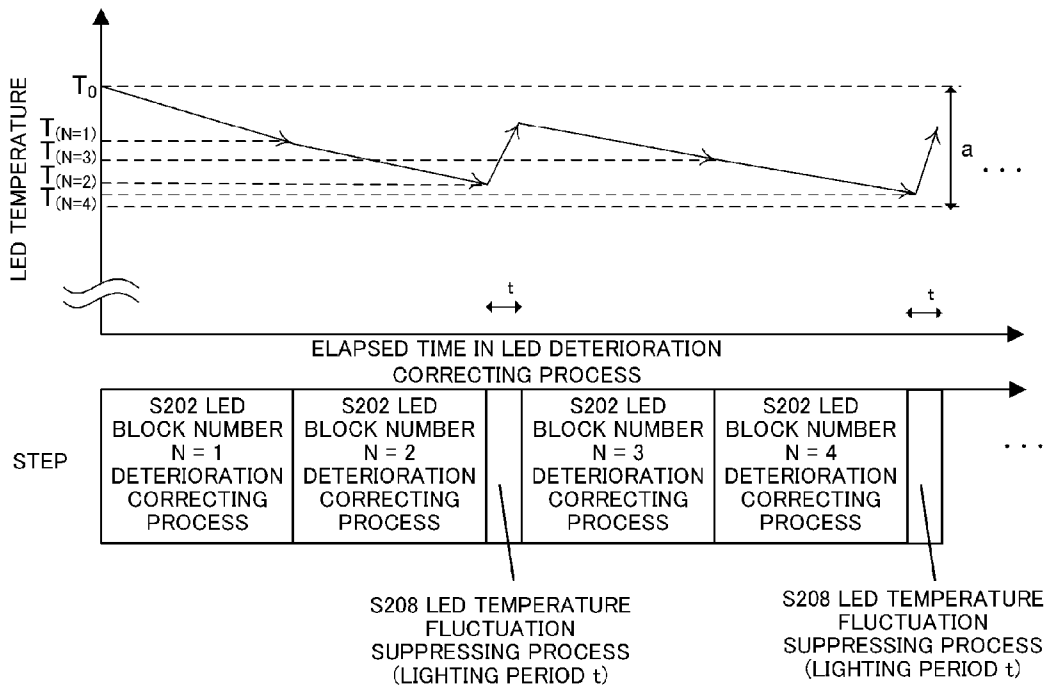 LED TEMPERATURE
T0
T(N=1)
T(N=3)
T(N=2)
T(N=4)
a
. . .
t
t
ELAPSED TIME IN LED DETERIORATION
CORRECTING PROCESS
STEP
S202 LED
BLOCK NUMBER
N = 1
DETERIORATION
CORRECTING
PROCESS
S202 LED
BLOCK NUMBER
N = 2
DETERIORATION
CORRECTING
PROCESS
S202 LED
BLOCK NUMBER
N = 3
DETERIORATION
CORRECTING
PROCESS
S202 LED
BLOCK NUMBER
N = 4
DETERIORATION
CORRECTING
PROCESS
. . .
S208 LED TEMPERATURE
FLUCTUATION
SUPPRESSING PROCESS
(LIGHTING PERIOD t)
S208 LED TEMPERATURE
FLUCTUATION
SUPPRESSING PROCESS
(LIGHTING PERIOD t)